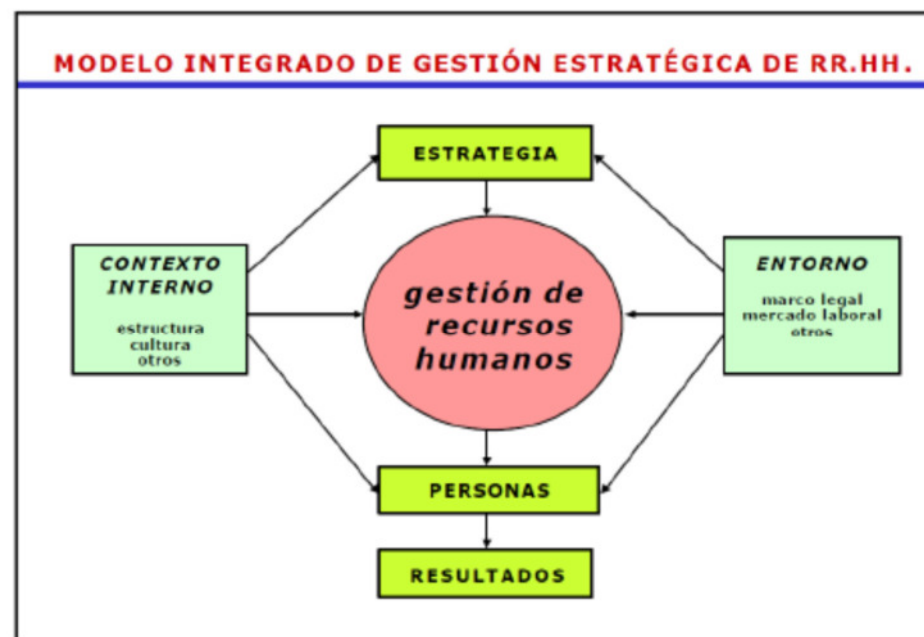 MODELO INTEGRADO DE GESTIÓN ESTRATÉGICA DE RR.HH.
ESTRATEGIA
CONTEXTO
INTERNO
estructura
cultura
otros
gestión de
recursos
humanos
ENTORNO
marco legal
mercado laboral
otros
PERSONAS
RESULTADOS